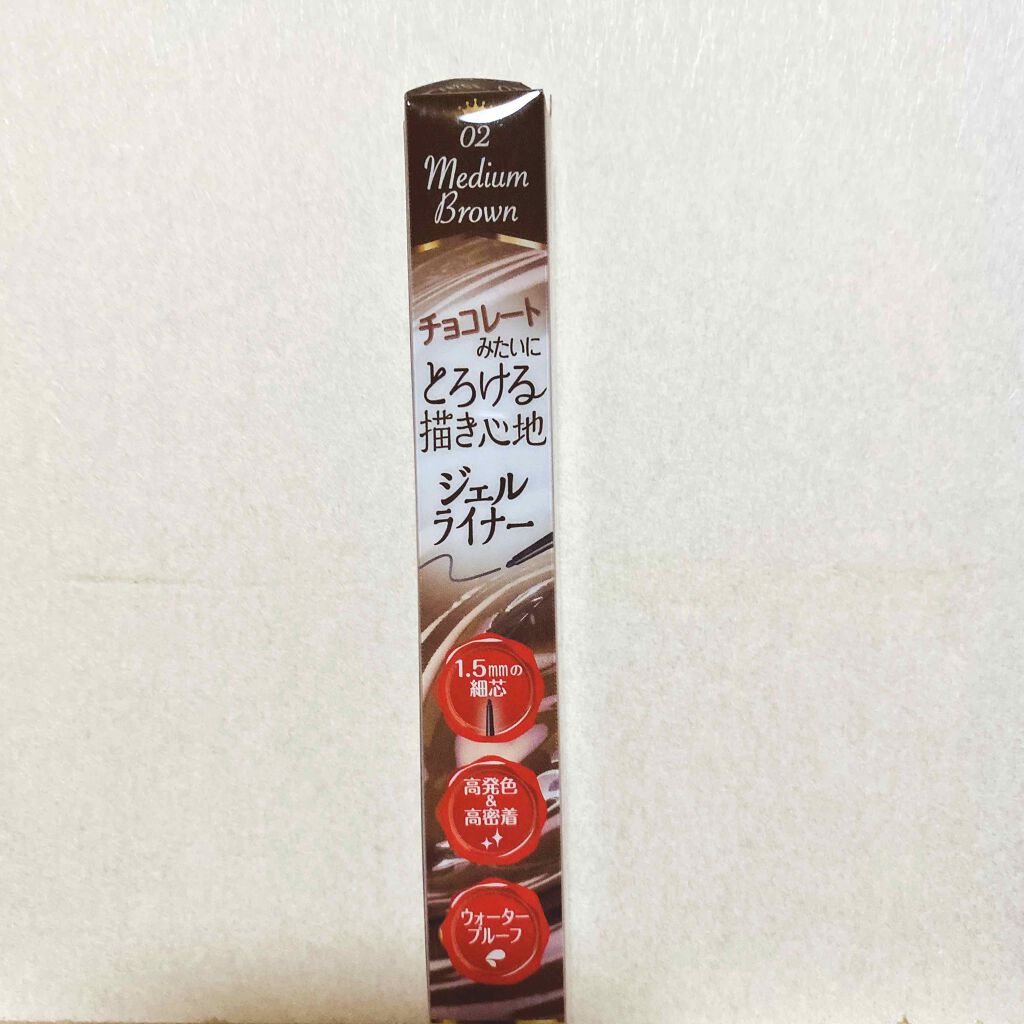 02
Medium
Brown
チョコレート
みたいに
とろける
描き心地
ジェル
ライナー
1.5mmの
細芯
高発色
&
高密着
ウォーター
プルーフ